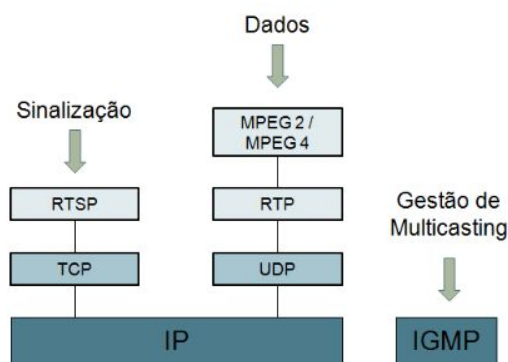 Dados
Sinalização
MPEG 2 /
MPEG 4
RTSP
RTP
Gestão de
Multicasting
TCP
UDP
IP
IGMP